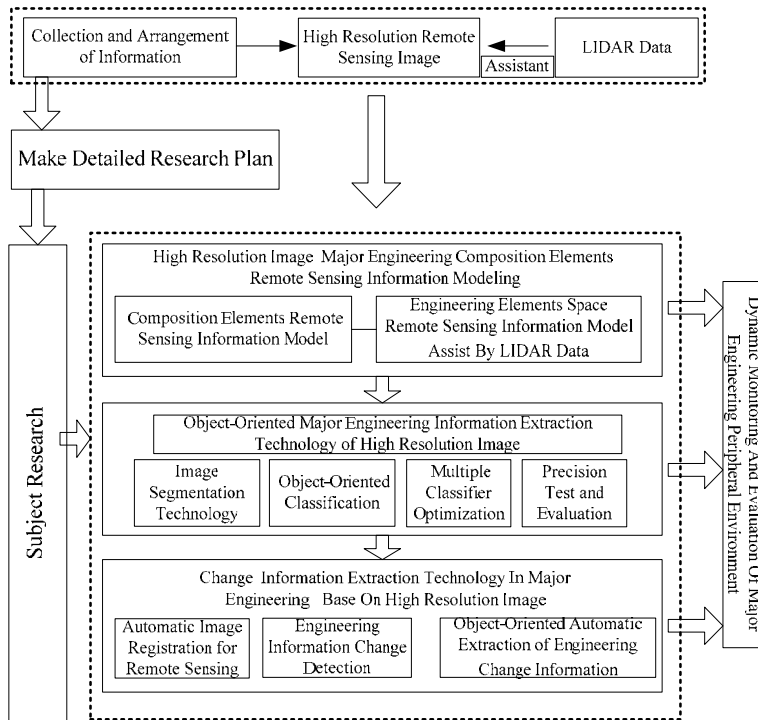 Collection and Arrangement
of Information
High Resolution Remote
Sensing Image
Assistant
LIDAR Data
Make Detailed Research Plan
Subject Research
High Resolution Image Major Engineering Composition Elements
Remote Sensing Information Modeling
Composition Elements Remote
Sensing Information Model
Engineering Elements Space
Remote Sensing Information Model
Assist By LIDAR Data
Object-Oriented Major Engineering Information Extraction
Technology of High Resolution Image
Image
Segmentation
Technology
Object-Oriented
Classification
Multiple
Classifier
Optimization
Precision
Test and
Evaluation
Change Information Extraction Technology In Major
Engineering Base On High Resolution Image
Automatic Image
Registration for
Remote Sensing
Engineering
Information Change
Detection
Object-Oriented Automatic
Extraction of Engineering
Change Information
Dynamic Monitoring And Evaluation Of Major
Engineering Peripheral Environment